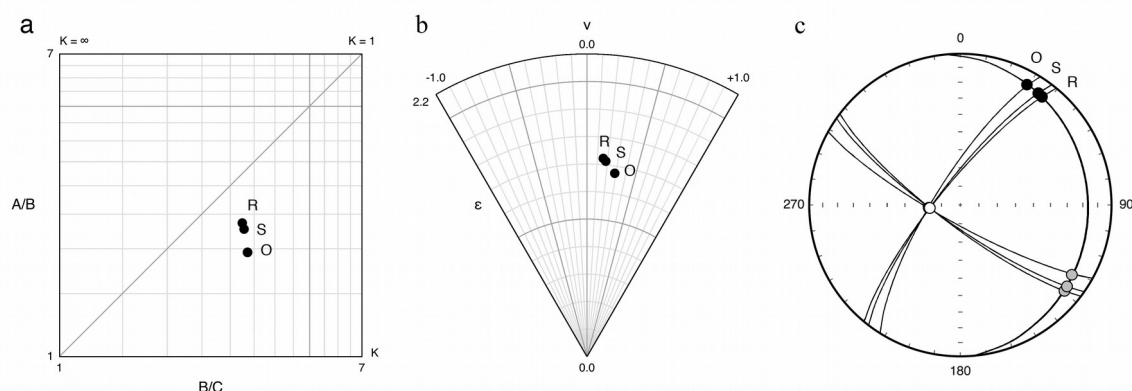 a
K = ∞
K = 1
7
A/B
R
S
O
1
K
1
7
B/C
b
ν
0.0
-1.0
+1.0
2.2
R
S
O
ε
0.0
c
0
O
S
R
270
90
180